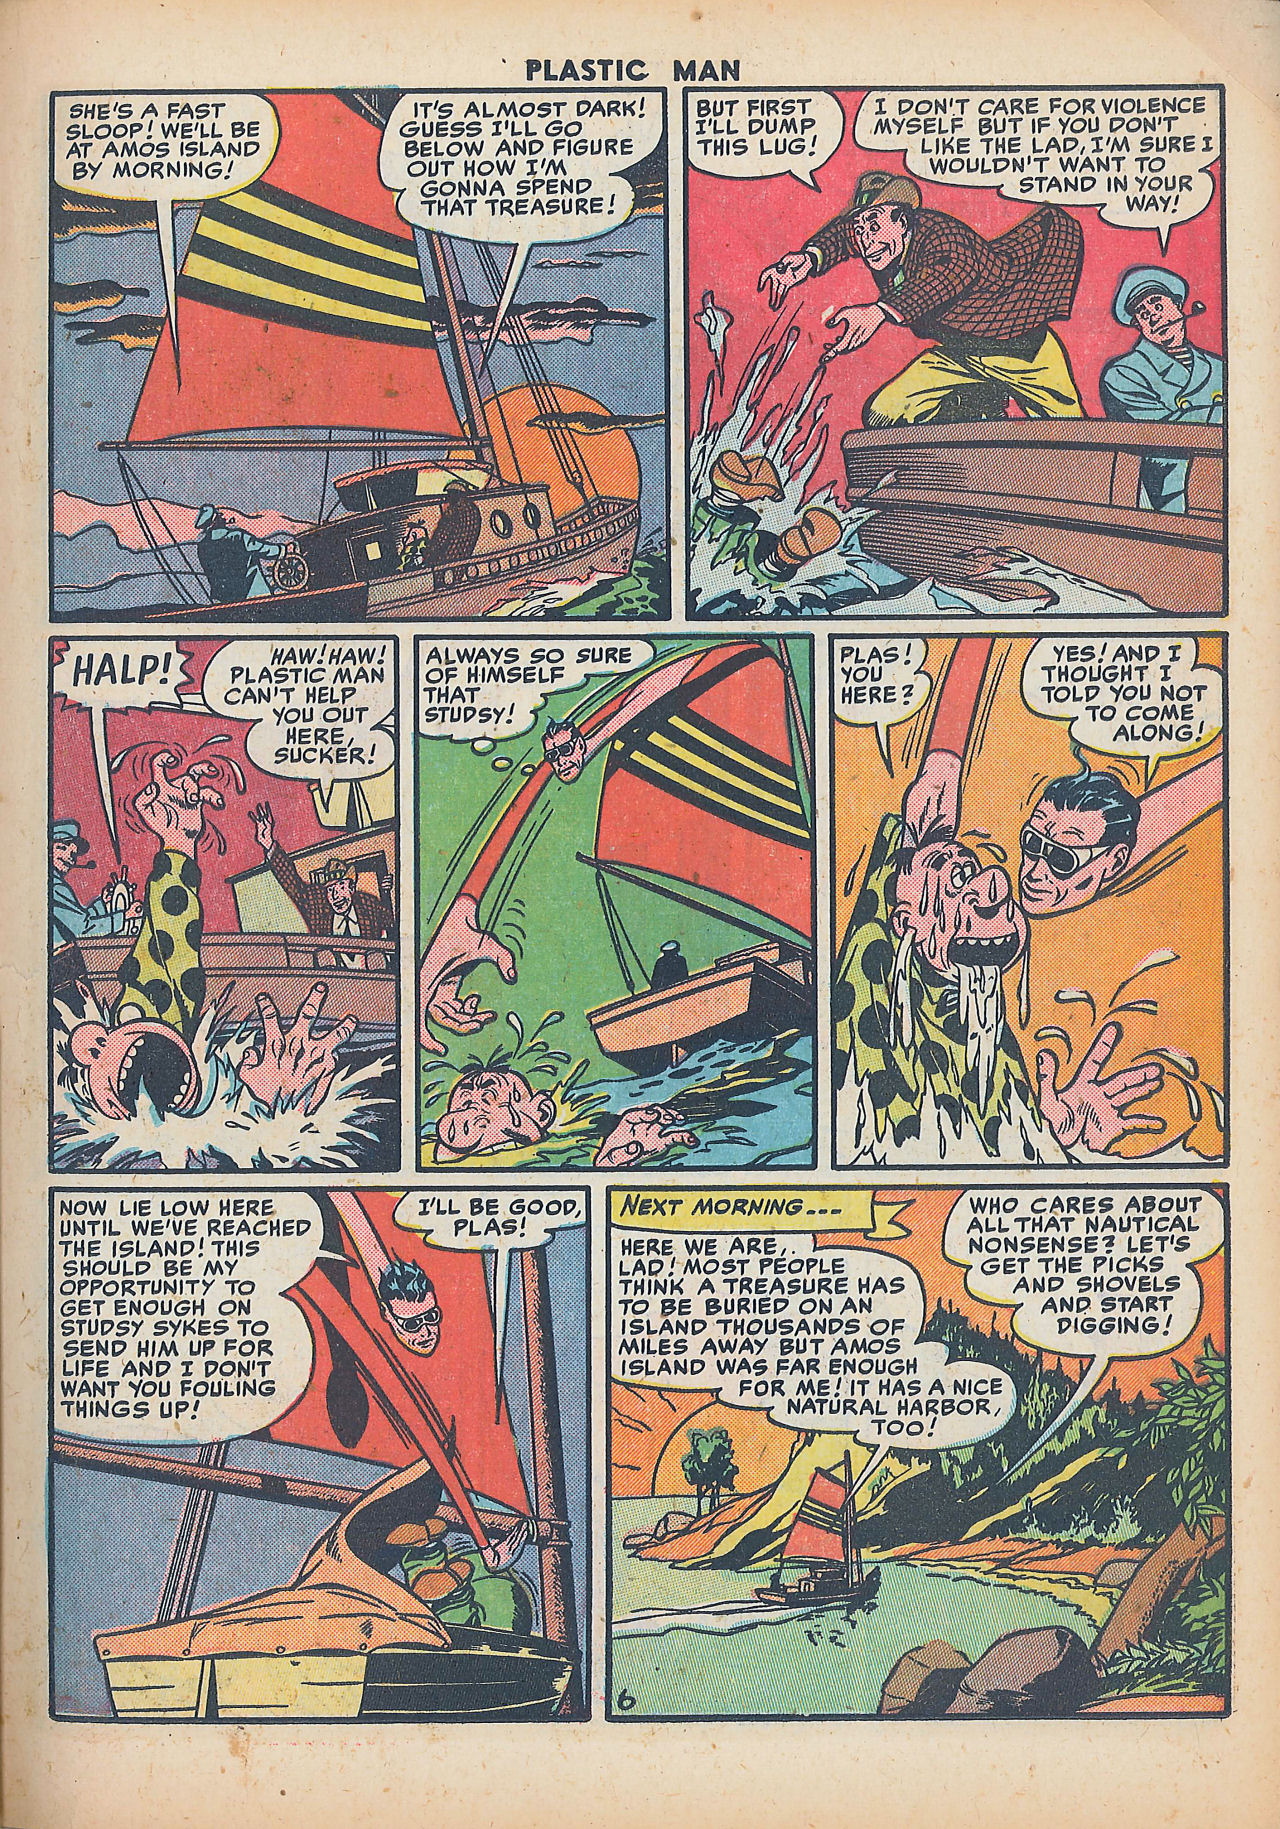 PLASTIC MAN
SHE'S A FAST
SLOOP! WE'LL BE
AT AMOS ISLAND
BY MORNING!
IT'S ALMOST DARK!
GUESS I'LL GO
BELOW AND FIGURE
OUT HOW I'M
GONNA SPEND
THAT TREASURE!
BUT FIRST
I'LL DUMP
THIS LUG!
I DON'T CARE FOR VIOLENCE
MYSELF BUT IF YOU DON'T
LIKE THE LAD, I'M SURE I
WOULDN'T WANT TO
STAND IN YOUR
WAY!
HALP!
HAW! HAW!
PLASTIC MAN
CAN'T HELP
YOU OUT
HERE,
SUCKER!
ALWAYS SO SURE
OF HIMSELF
THAT
STUDSY!
PLAS!
YOU
HERE?
YES! AND I
THOUGHT I
TOLD YOU NOT
TO COME
ALONG!
NOW LIE LOW HERE
UNTIL WE'VE REACHED
THE ISLAND! THIS
SHOULD BE MY
OPPORTUNITY TO
GET ENOUGH ON
STUDSY SYKES TO
SEND HIM UP FOR
LIFE AND I DON'T
WANT YOU FOULING
THINGS UP!
I'LL BE GOOD,
PLAS!
NEXT MORNING---
HERE WE ARE,
LAD! MOST PEOPLE
THINK A TREASURE HAS
TO BE BURIED ON AN
ISLAND THOUSANDS OF
MILES AWAY BUT AMOS
ISLAND WAS FAR ENOUGH
FOR ME! IT HAS A NICE
NATURAL HARBOR,
TOO!
WHO CARES ABOUT
ALL THAT NAUTICAL
NONSENSE? LET'S
GET THE PICKS
AND SHOVELS
AND START
DIGGING!
6